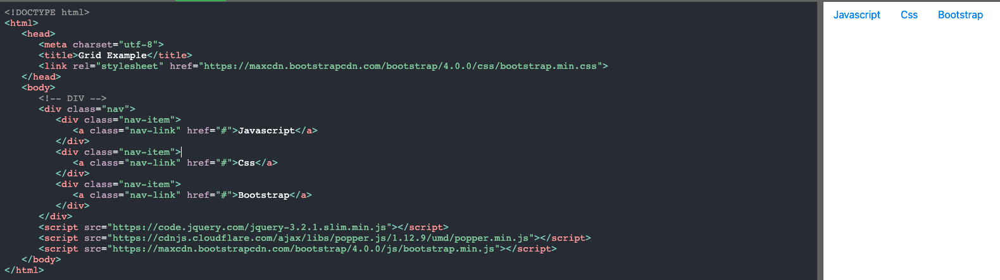 <!DOCTYPE html>
<html>
   <head>
      <meta charset="utf-8">
      <title>Grid Example</title>
      <link rel="stylesheet" href="https://maxcdn.bootstrapcdn.com/bootstrap/4.0.0/css/bootstrap.min.css">
   </head>
   <body>
      <!-- DIV -->
      <div class="nav">
         <div class="nav-item">
            <a class="nav-link" href="#">Javascript</a>
         </div>
         <div class="nav-item">
            <a class="nav-link" href="#">Css</a>
         </div>
         <div class="nav-item">
            <a class="nav-link" href="#">Bootstrap</a>
         </div>
      </div>
      <script src="https://code.jquery.com/jquery-3.2.1.slim.min.js"></script>
      <script src="https://cdnjs.cloudflare.com/ajax/libs/popper.js/1.12.9/umd/popper.min.js"></script>
      <script src="https://maxcdn.bootstrapcdn.com/bootstrap/4.0.0/js/bootstrap.min.js"></script>
   </body>
</html>
Javascript Css Bootstrap